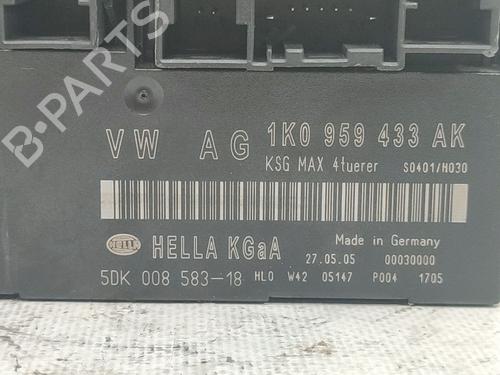 VW AG 1K0 959 433 AK
KSG MAX 4tuerer S0401/H030
HELLA HELLA KGaA Made in Germany
27.05.05 00030000
5DK 008 583-18 HL0 W42 05147 P004 1705
B-PARTS